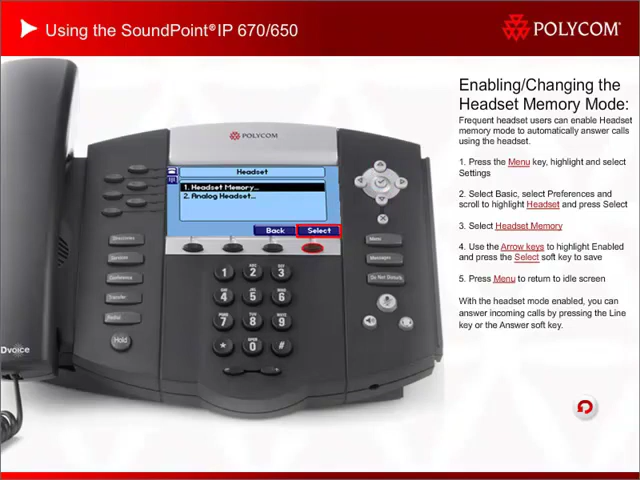 Using the SoundPoint® IP 670/650
POLYCOM®
Enabling/Changing the
Headset Memory Mode:
Frequent headset users can enable Headset
memory mode to automatically answer calls
using the headset.
1. Press the Menu key, highlight and select
Settings
2. Select Basic, select Preferences and
scroll to highlight Headset and press Select
3. Select Headset Memory
4. Use the Arrow keys to highlight Enabled
and press the Select soft key to save
5. Press Menu to return to idle screen
With the headset mode enabled, you can
answer incoming calls by pressing the Line
key or the Answer soft key.
POLYCOM
Headset
1. Headset Memory...
2. Analog Headset...
Back
Select
Directories
Services
Conference
Transfer
Redial
Hold
Menu
Messages
Do Not Disturb
1
2 ABC
3 DEF
4 GHI
5 JKL
6 MNO
7 PQRS
8 TUV
9 WXYZ
*
0 OPER
#
Dvoice